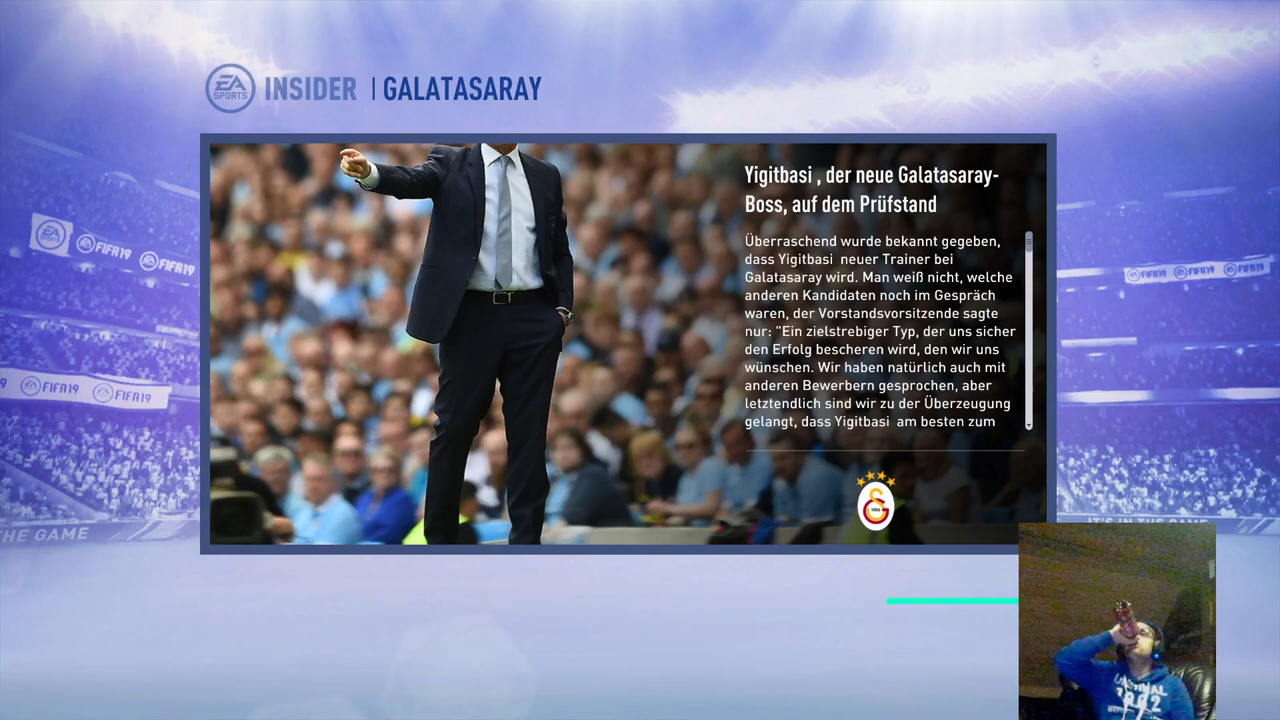 EA SPORTS INSIDER | GALATASARAY
Yigitbasi , der neue Galatasaray-
Boss, auf dem Prüfstand
Überraschend wurde bekannt gegeben,
dass Yigitbasi  neuer Trainer bei
Galatasaray wird. Man weiß nicht, welche
anderen Kandidaten noch im Gespräch
waren, der Vorstandsvorsitzende sagte
nur: "Ein zielstrebiger Typ, der uns sicher
den Erfolg bescheren wird, den wir uns
wünschen. Wir haben natürlich auch mit
anderen Bewerbern gesprochen, aber
letztendlich sind wir zu der Überzeugung
gelangt, dass Yigitbasi  am besten zum
EA SPORTS FIFA19 FIFA19
FIFA19 FIFA19
FIFA19 FIFA19
THE GAME
IT'S IN THE GAME